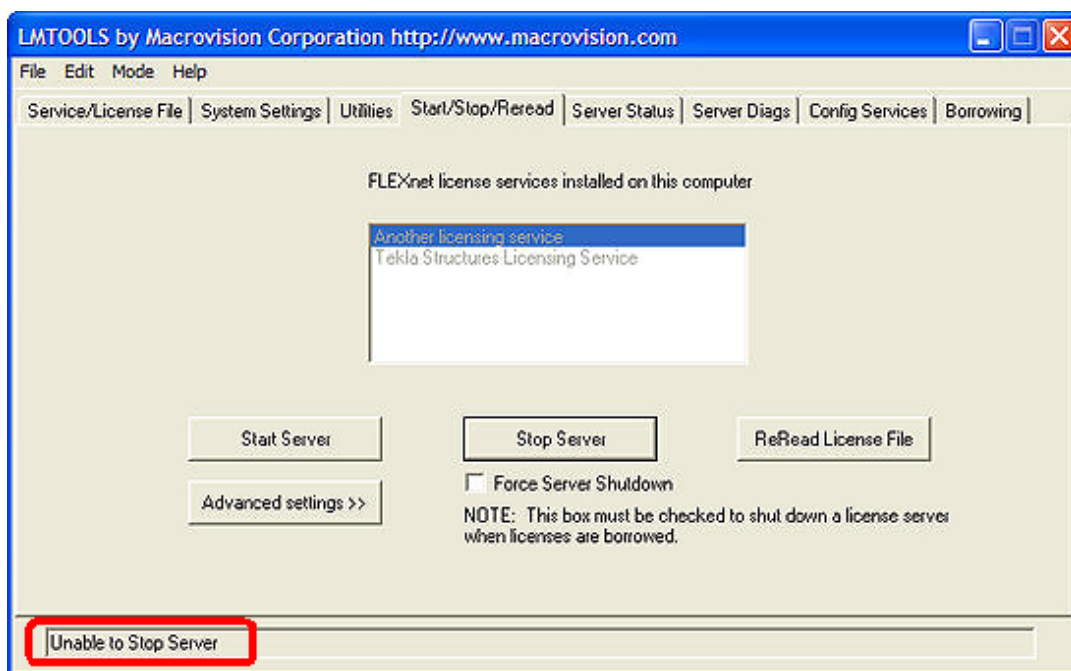 LMTOOLS by Macrovision Corporation http://www.macrovision.com
File Edit Mode Help
Service/License File System Settings Utilities Start/Stop/Reread Server Status Server Diags Config Services Borrowing
FLEXnet license services installed on this computer
Another licensing service
Tekla Structures Licensing Service
Start Server Stop Server ReRead License File
Force Server Shutdown
Advanced settings >>
NOTE: This box must be checked to shut down a license server
when licenses are borrowed.
Unable to Stop Server